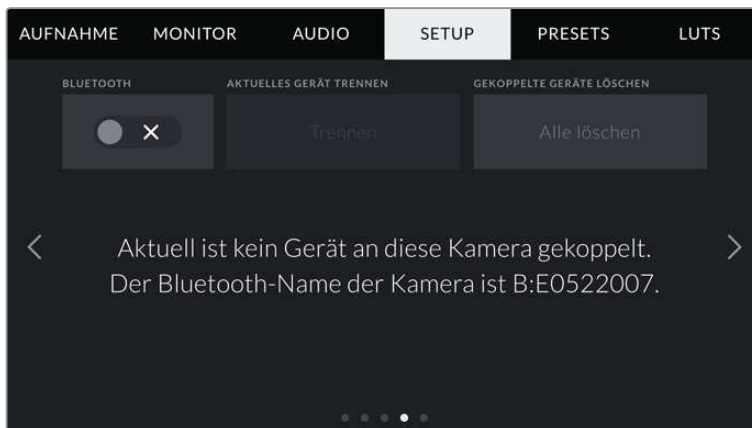 AUFNAHME MONITOR AUDIO SETUP PRESETS LUTS
BLUETOOTH AKTUELLES GERÄT TRENNEN GEKOPPELTE GERÄTE LÖSCHEN
Trennen Alle löschen
Aktuell ist kein Gerät an diese Kamera gekoppelt.
Der Bluetooth-Name der Kamera ist B:E0522007.